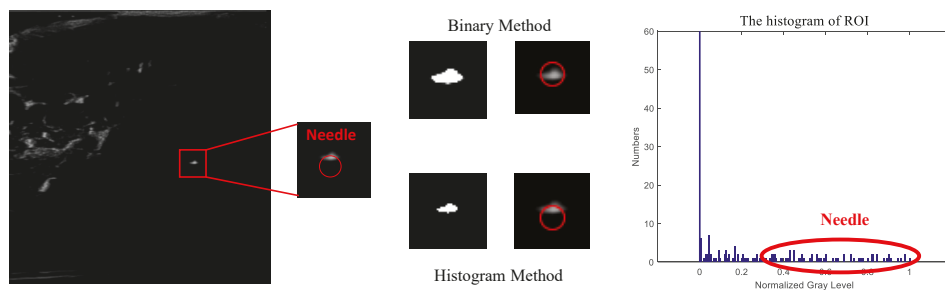 Needle
Binary Method
Histogram Method
The histogram of ROI
60
50
40
30
20
10
0
Numbers
Needle
0 0.2 0.4 0.6 0.8 1
Normalized Gray Level